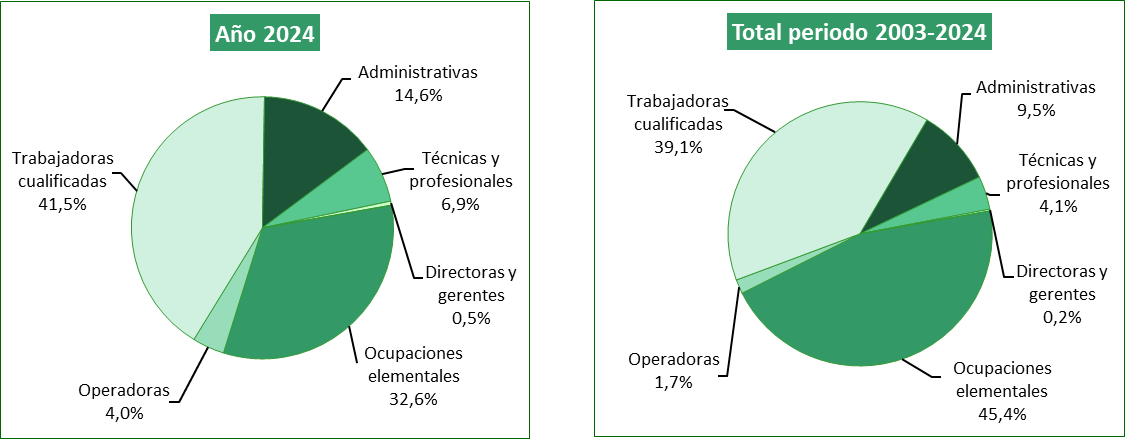 Año 2024
Administrativas
14,6%
Técnicas y
profesionales
6,9%
Trabajadoras
cualificadas
41,5%
Directoras y
gerentes
0,5%
Ocupaciones
elementales
32,6%
Operadoras
4,0%
Total periodo 2003-2024
Administrativas
9,5%
Trabajadoras
cualificadas
39,1%
Técnicas y
profesionales
4,1%
Directoras y
gerentes
0,2%
Operadoras
1,7%
Ocupaciones
elementales
45,4%